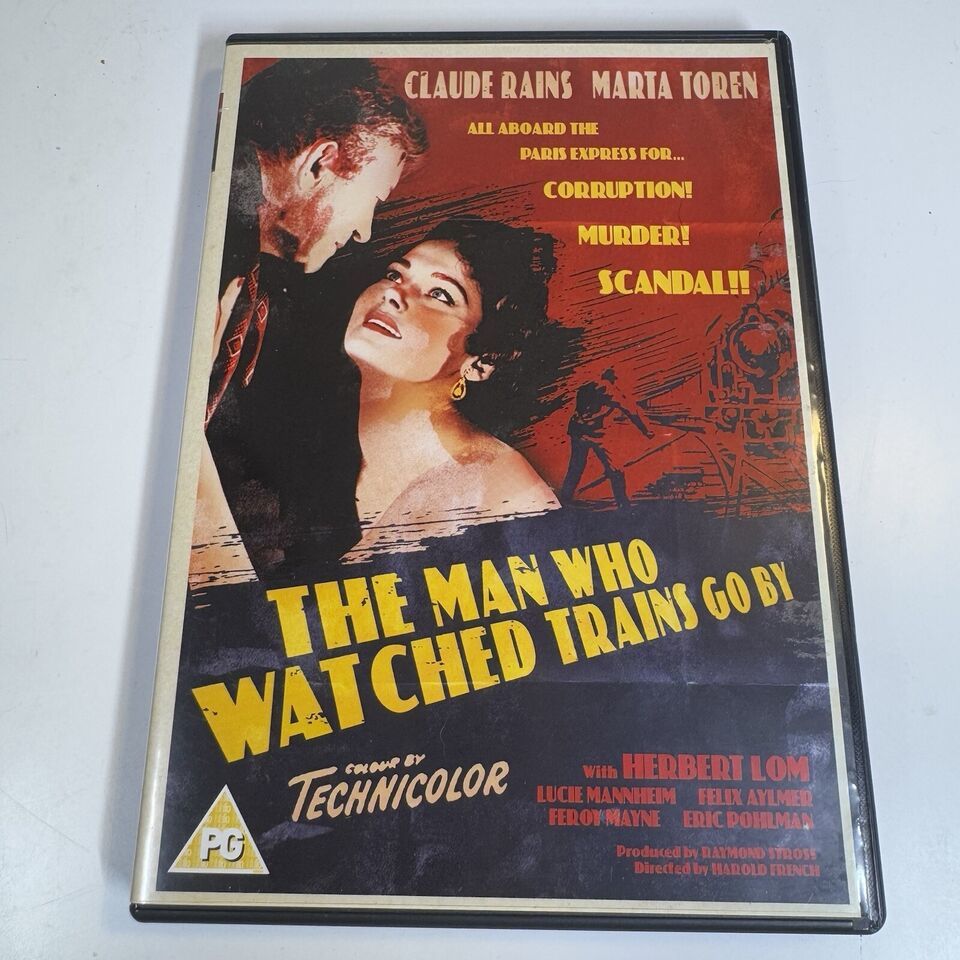 CLAUDE RAINS MARTA TOREN
ALL ABOARD THE
PARIS EXPRESS FOR...
CORRUPTION!
MURDER!
SCANDAL!!
THE MAN WHO
WATCHED TRAINS GO BY
COLOUR BY
TECHNICOLOR
With HERBERT LOM
LUCIE MANNHEIM FELIX AYLMER
FEROY MAYNE ERIC POHLMAN
Produced by RAYMOND STROSS
Directed by HAROLD FRENCH
PG